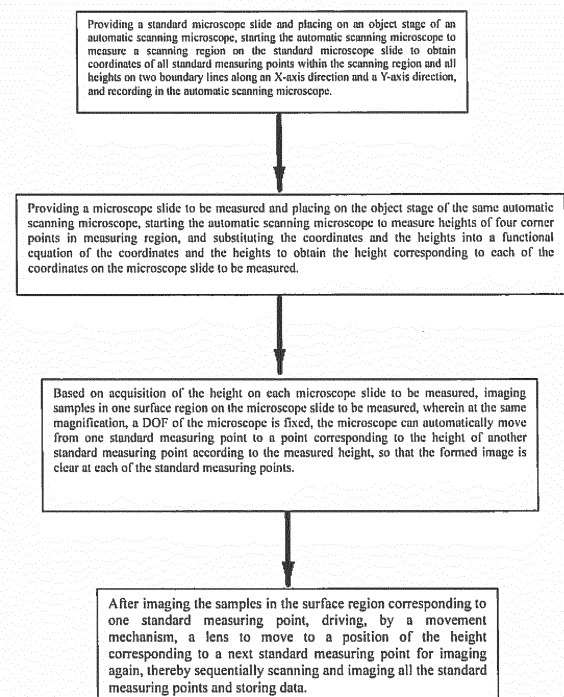 Providing a standard microscope slide and placing on an object stage of an
automatic scanning microscope, starting the automatic scanning microscope to
measure a scanning region on the standard microscope slide to obtain
coordinates of all standard measuring points within the scanning region and all
heights on two boundary lines along an X-axis direction and a Y-axis direction,
and recording in the automatic scanning microscope.
Providing a microscope slide to be measured and placing on the object stage of the same automatic
scanning microscope, starting the automatic scanning microscope to measure heights of four corner
points in measuring region, and substituting the coordinates and the heights into a functional
equation of the coordinates and the heights to obtain the height corresponding to each of the
coordinates on the microscope slide to be measured.
Based on acquisition of the height on each microscope slide to be measured, imaging
samples in one surface region on the microscope slide to be measured, wherein at the same
magnification, a DOF of the microscope is fixed, the microscope can automatically move
from one standard measuring point to a point corresponding to the height of another
standard measuring point according to the measured height, so that the formed image is
clear at each of the standard measuring points.
After imaging the samples in the surface region corresponding to
one standard measuring point, driving, by a movement
mechanism, a lens to move to a position of the height
corresponding to a next standard measuring point for imaging
again, thereby sequentially scanning and imaging all the standard
measuring points and storing data.